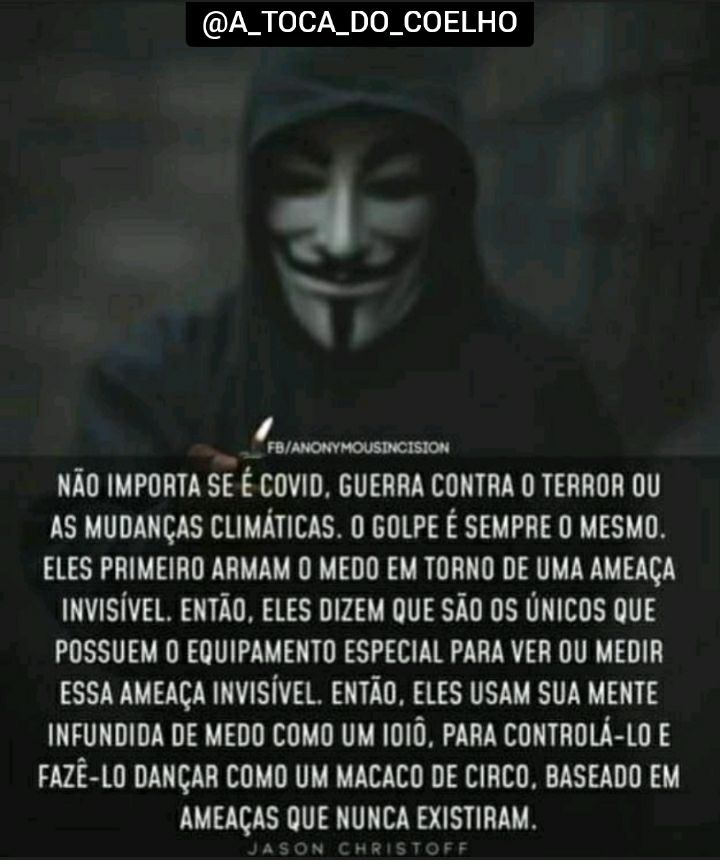 @A_TOCA_DO_COELHO
FB/ANONYMOUSINCISION
NÃO IMPORTA SE É COVID, GUERRA CONTRA O TERROR OU
AS MUDANÇAS CLIMÁTICAS. O GOLPE É SEMPRE O MESMO.
ELES PRIMEIRO ARMAM O MEDO EM TORNO DE UMA AMEAÇA
INVISÍVEL. ENTÃO, ELES DIZEM QUE SÃO OS ÚNICOS QUE
POSSUEM O EQUIPAMENTO ESPECIAL PARA VER OU MEDIR
ESSA AMEAÇA INVISÍVEL. ENTÃO, ELES USAM SUA MENTE
INFUNDIDA DE MEDO COMO UM IOIÔ, PARA CONTROLÁ-LO E
FAZÊ-LO DANÇAR COMO UM MACACO DE CIRCO, BASEADO EM
AMEAÇAS QUE NUNCA EXISTIRAM.
JASON CHRISTOFF